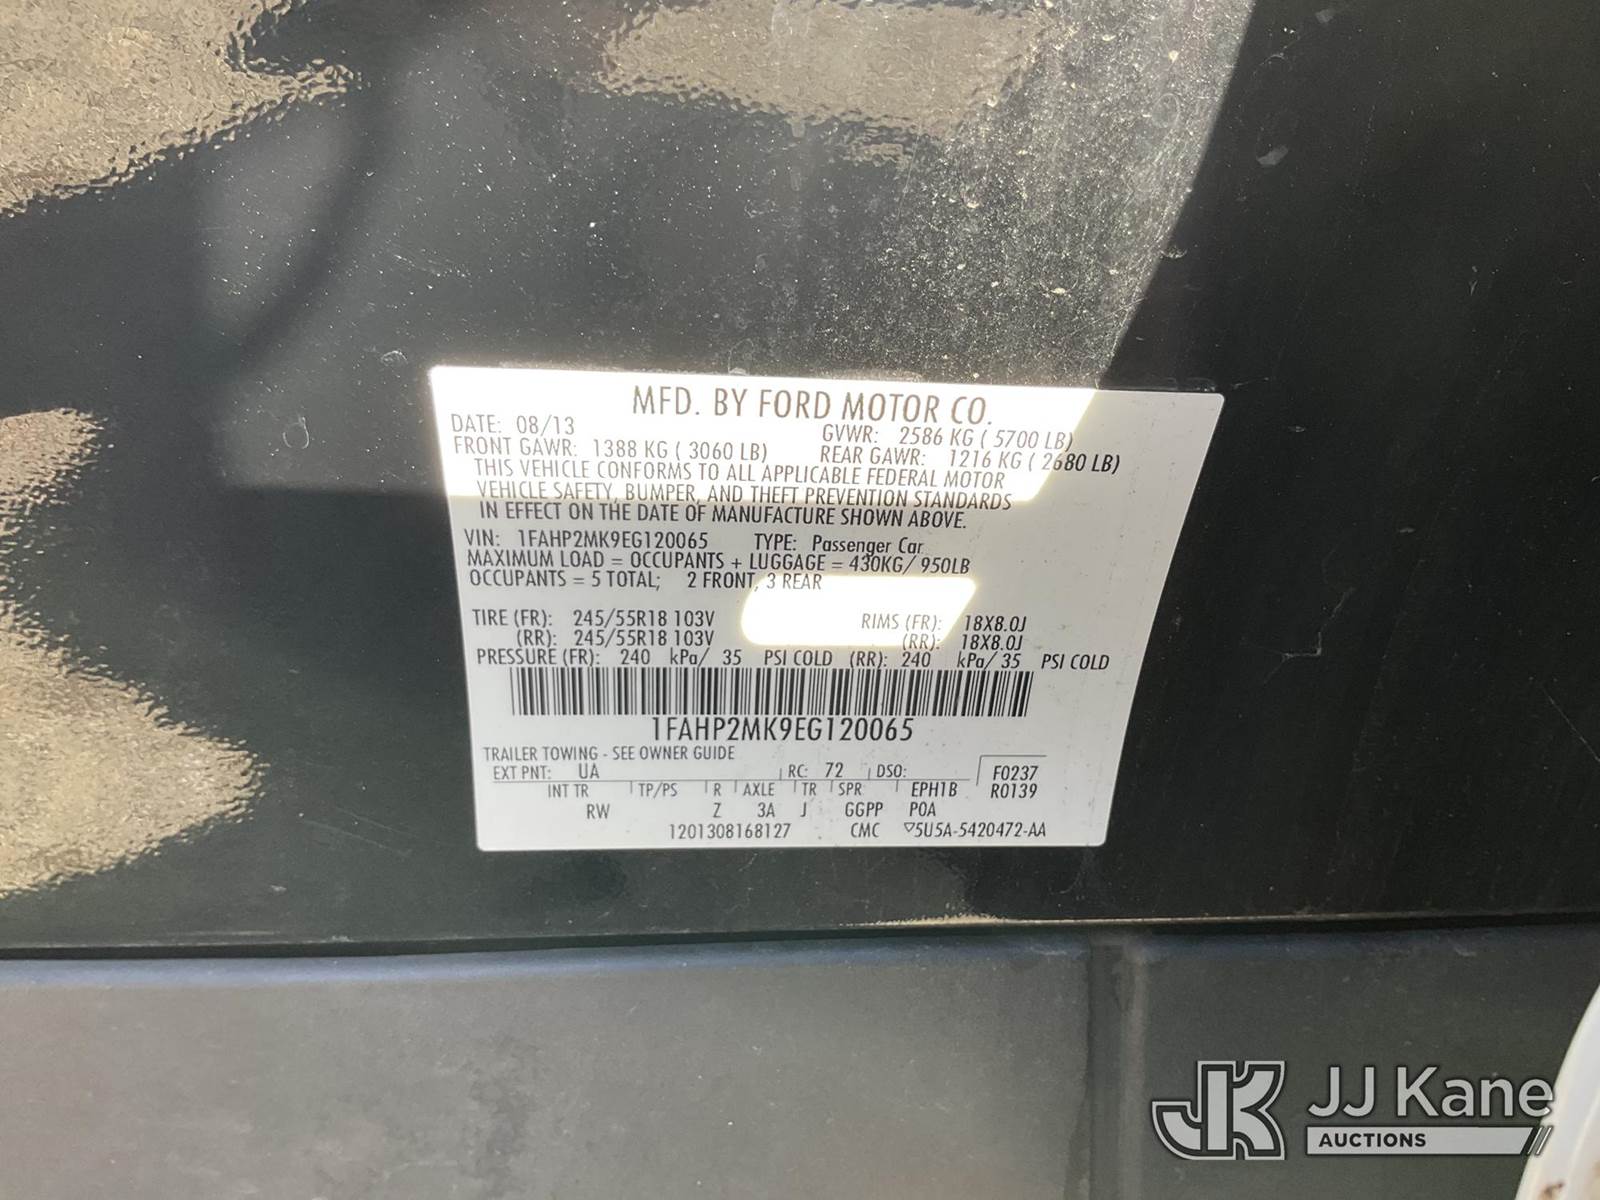 MFD. BY FORD MOTOR CO.
DATE: 08/13 GVWR: 2586 KG ( 5700 LB)
FRONT GAWR: 1388 KG ( 3060 LB) REAR GAWR: 1216 KG ( 2680 LB)
THIS VEHICLE CONFORMS TO ALL APPLICABLE FEDERAL MOTOR
VEHICLE SAFETY, BUMPER, AND THEFT PREVENTION STANDARDS
IN EFFECT ON THE DATE OF MANUFACTURE SHOWN ABOVE.
VIN: 1FAHP2MK9EG120065 TYPE: Passenger Car
MAXIMUM LOAD = OCCUPANTS + LUGGAGE = 430KG/ 950LB
OCCUPANTS = 5 TOTAL; 2 FRONT, 3 REAR
TIRE (FR): 245/55R18 103V RIMS (FR): 18X8.0J
(RR): 245/55R18 103V (RR): 18X8.0J
PRESSURE (FR): 240 kPa/ 35 PSI COLD (RR): 240 kPa/ 35 PSI COLD
1FAHP2MK9EG120065
TRAILER TOWING - SEE OWNER GUIDE
EXT PNT: UA RC: 72 DSO: F0237
INT TR TP/PS R AXLE TR SPR EPH1B R0139
RW Z 3A J GGPP P0A
1201308168127 CMC ▽5U5A-5420472-AA
JK JJ Kane
AUCTIONS